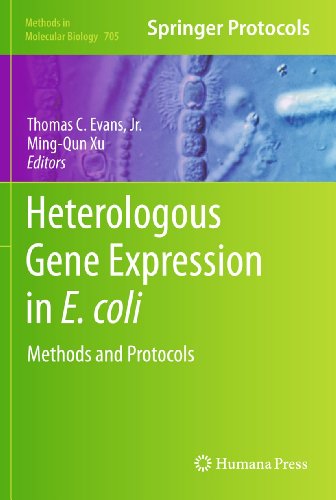 Methods in
Molecular Biology 705
Springer Protocols
Thomas C. Evans, Jr.
Ming-Qun Xu
Editors
Heterologous
Gene Expression
in E. coli
Methods and Protocols
Humana Press